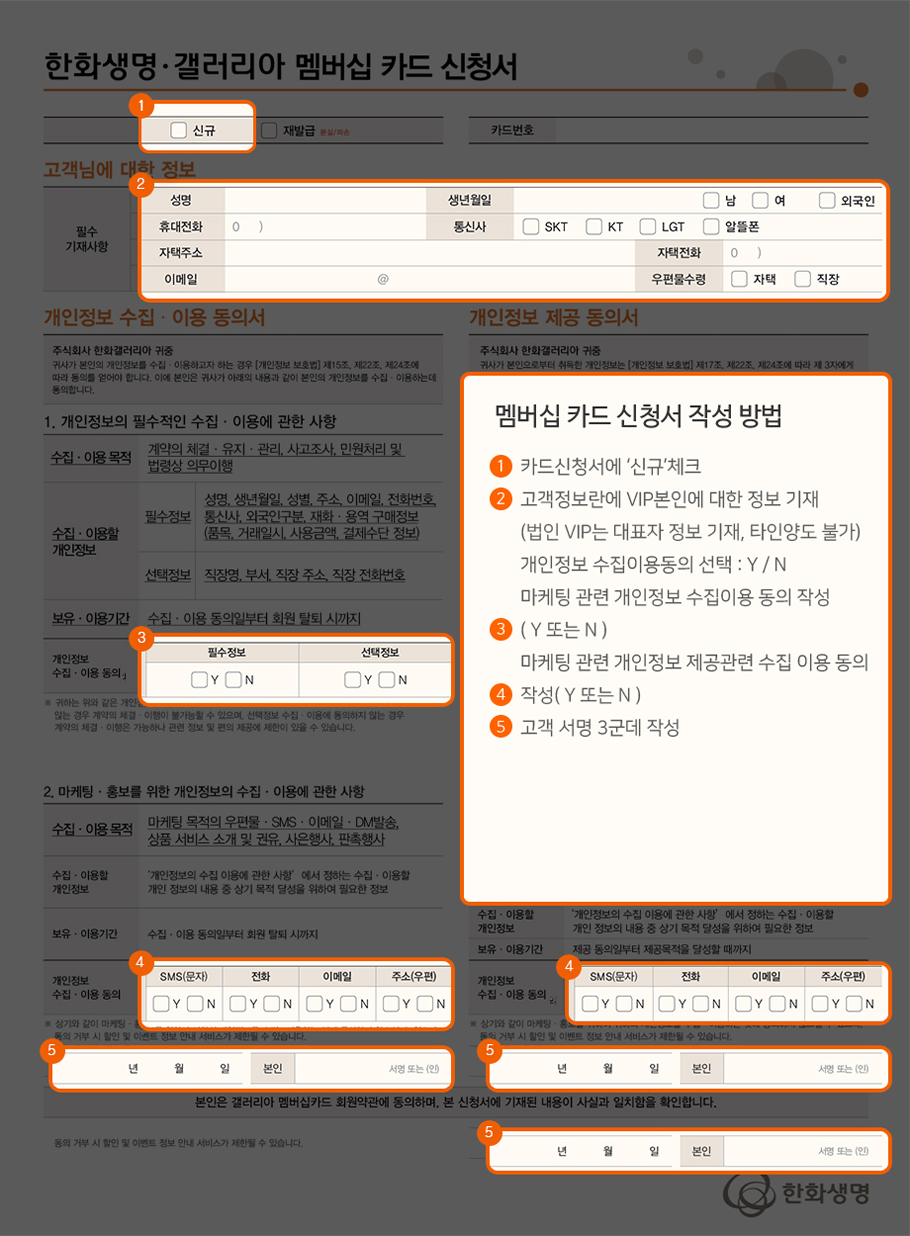 한화생명·갤러리아 멤버십 카드 신청서
1
신규
재발급 분실/파손
카드번호
고객님에 대한 정보
2
필수
기재사항
성명
생년월일
남
여
외국인
휴대전화
0 )
통신사
SKT
KT
LGT
알뜰폰
자택주소
자택전화
0 )
이메일
@
우편물수령
자택
직장
개인정보 수집·이용 동의서
주식회사 한화갤러리아 귀중
귀사가 본인의 개인정보를 수집·이용하고자 하는 경우 [개인정보 보호법] 제15조, 제22조, 제24조에
따라 동의를 얻어야 합니다. 이에 본인은 귀사가 아래의 내용과 같이 본인의 개인정보를 수집·이용하는데
동의합니다.
1. 개인정보의 필수적인 수집·이용에 관한 사항
수집·이용 목적
계약의 체결·유지·관리, 사고조사, 민원처리 및
법령상 의무이행
수집·이용할
개인정보
필수정보
성명, 생년월일, 성별, 주소, 이메일, 전화번호,
통신사, 외국인구분, 재화·용역 구매정보
(품목, 거래일시, 사용금액, 결제수단 정보)
선택정보
직장명, 부서, 직장 주소, 직장 전화번호
보유·이용기간
수집·이용 동의일부터 회원 탈퇴 시까지
3
개인정보
수집·이용 동의
필수정보
선택정보
Y N
Y N
※ 귀하는 위와 같은 개인
않는 경우 계약의 체결·이행이 불가능할 수 있으며, 선택정보 수집·이용에 동의하지 않는 경우
계약의 체결·이행은 가능하나 관련 정보 및 편의 제공에 제한이 있을 수 있습니다.
2. 마케팅·홍보를 위한 개인정보의 수집·이용에 관한 사항
수집·이용 목적
마케팅 목적의 우편물·SMS·이메일·DM발송,
상품 서비스 소개 및 권유, 사은행사, 판촉행사
수집·이용할
개인정보
'개인정보의 수집 이용에 관한 사항' 에서 정하는 수집·이용할
개인 정보의 내용 중 상기 목적 달성을 위하여 필요한 정보
보유·이용기간
수집·이용 동의일부터 회원 탈퇴 시까지
4
개인정보
수집·이용 동의
SMS(문자)
전화
이메일
주소(우편)
Y N
Y N
Y N
Y N
※ 상기와 같이 마케팅·홍
동의 거부 시 할인 및 이벤트 정보 안내 서비스가 제한될 수 있습니다.
5
년 월 일
본인
서명 또는 (인)
개인정보 제공 동의서
주식회사 한화갤러리아 귀중
귀사가 본인으로부터 취득한 개인정보는 [개인정보 보호법] 제17조, 제22조, 제24조에 따라 제 3자에게
멤버십 카드 신청서 작성 방법
1 카드신청서에 '신규'체크
2 고객정보란에 VIP본인에 대한 정보 기재
(법인 VIP는 대표자 정보 기재, 타인양도 불가)
개인정보 수집이용동의 선택 : Y / N
마케팅 관련 개인정보 수집이용 동의 작성
3 ( Y 또는 N )
마케팅 관련 개인정보 제공관련 수집 이용 동의
4 작성( Y 또는 N )
5 고객 서명 3군데 작성
수집·이용할
개인정보
'개인정보의 수집 이용에 관한 사항' 에서 정하는 수집·이용할
개인 정보의 내용 중 상기 목적 달성을 위하여 필요한 정보
보유·이용기간
제공 동의일부터 제공목적을 달성할 때까지
4
개인정보
수집·이용 동의
SMS(문자)
전화
이메일
주소(우편)
Y N
Y N
Y N
Y N
※ 상기와 같이 마케팅·홍보를
동의 거부 시 할인 및 이벤트 정보 안내 서비스가 제한될 수 있습니다.
5
년 월 일
본인
서명 또는 (인)
본인은 갤러리아 멤버십카드 회원약관에 동의하며, 본 신청서에 기재된 내용이 사실과 일치함을 확인합니다.
동의 거부 시 할인 및 이벤트 정보 안내 서비스가 제한될 수 있습니다.
5
년 월 일
본인
서명 또는 (인)
한화생명